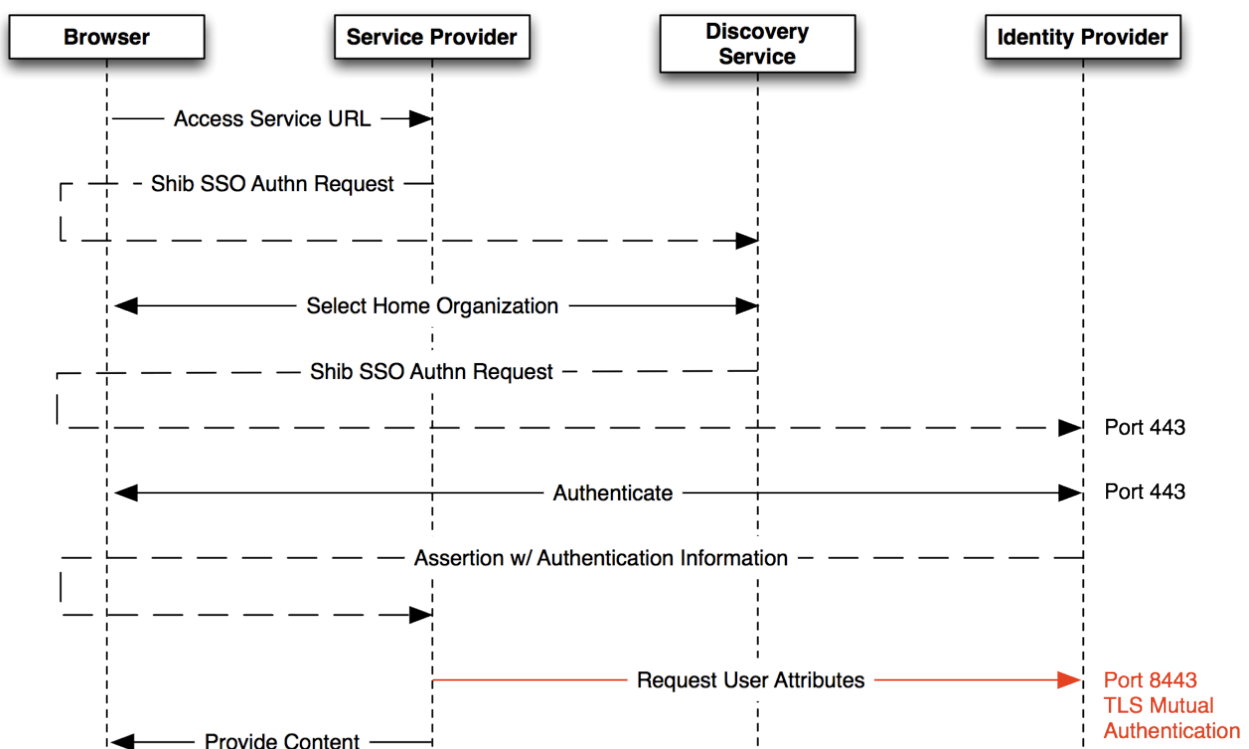 Browser
Service Provider
Discovery
Service
Identity Provider
Access Service URL
Shib SSO Authn Request
Select Home Organization
Shib SSO Authn Request
Port 443
Authenticate
Port 443
Assertion w/ Authentication Information
Request User Attributes
Port 8443
TLS Mutual
Authentication
Provide Content